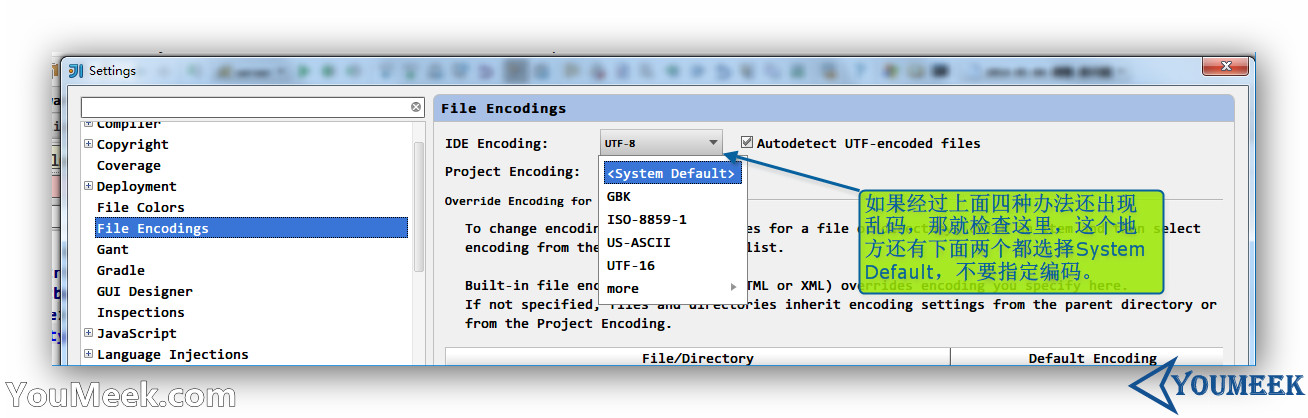 Settings
Compiler
Copyright
Coverage
Deployment
File Colors
File Encodings
Gant
Gradle
GUI Designer
Inspections
JavaScript
Language Injections
File Encodings
IDE Encoding: UTF-8 Autodetect UTF-encoded files
Project Encoding: <System Default>
GBK
ISO-8859-1
US-ASCII
UTF-16
more
Override Encoding for
To change encodin es for a file o select
encoding from the list.
Built-in file enc TML or XML) overrides encoding you specify here.
If not specified, files and directories inherit encoding settings from the parent directory or
from the Project Encoding.
File/Directory Default Encoding
如果经过上面四种办法还出现
乱码，那就检查这里，这个地
方还有下面两个都选择System
Default，不要指定编码。
YouMeek.com
YOUMEEK